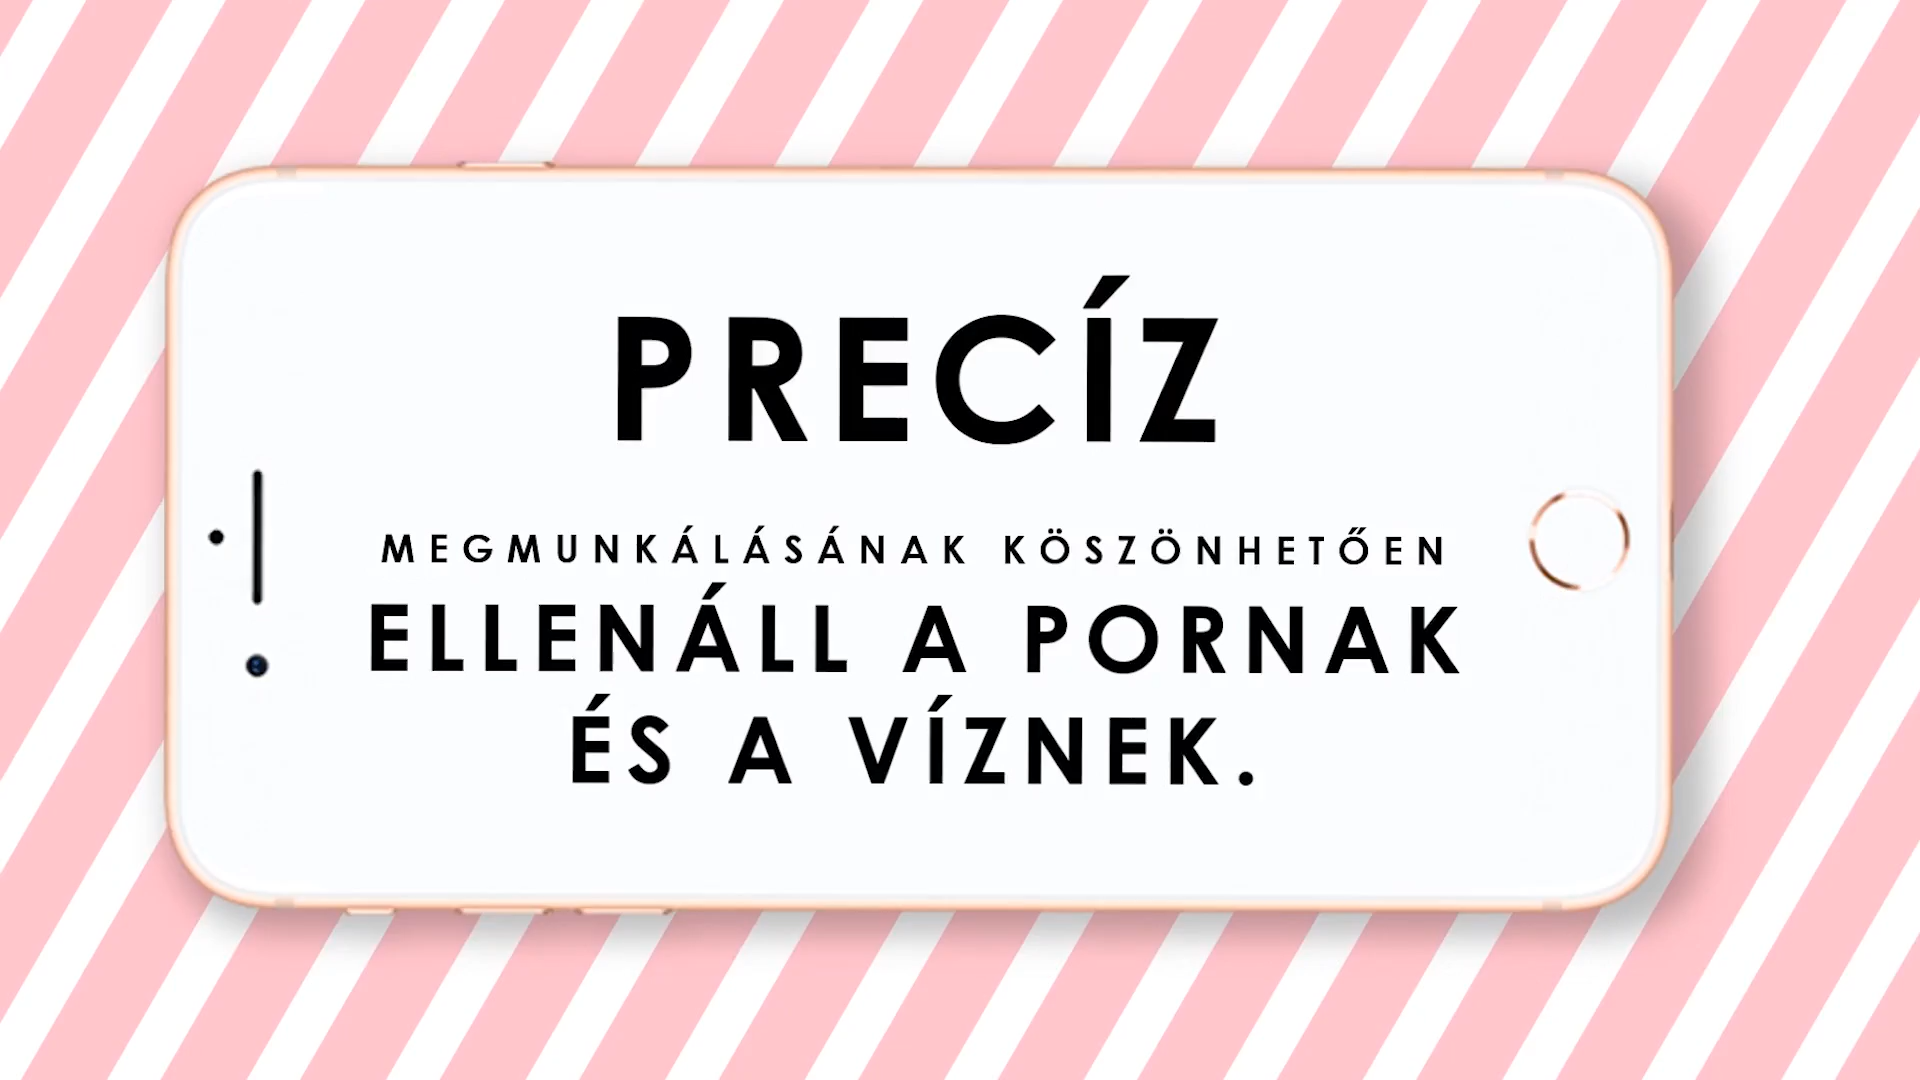 PRECÍZ
MEGMUNKÁLÁSÁNAK KÖSZÖNHETŐEN
ELLENÁLL A PORNAK
ÉS A VÍZNEK.